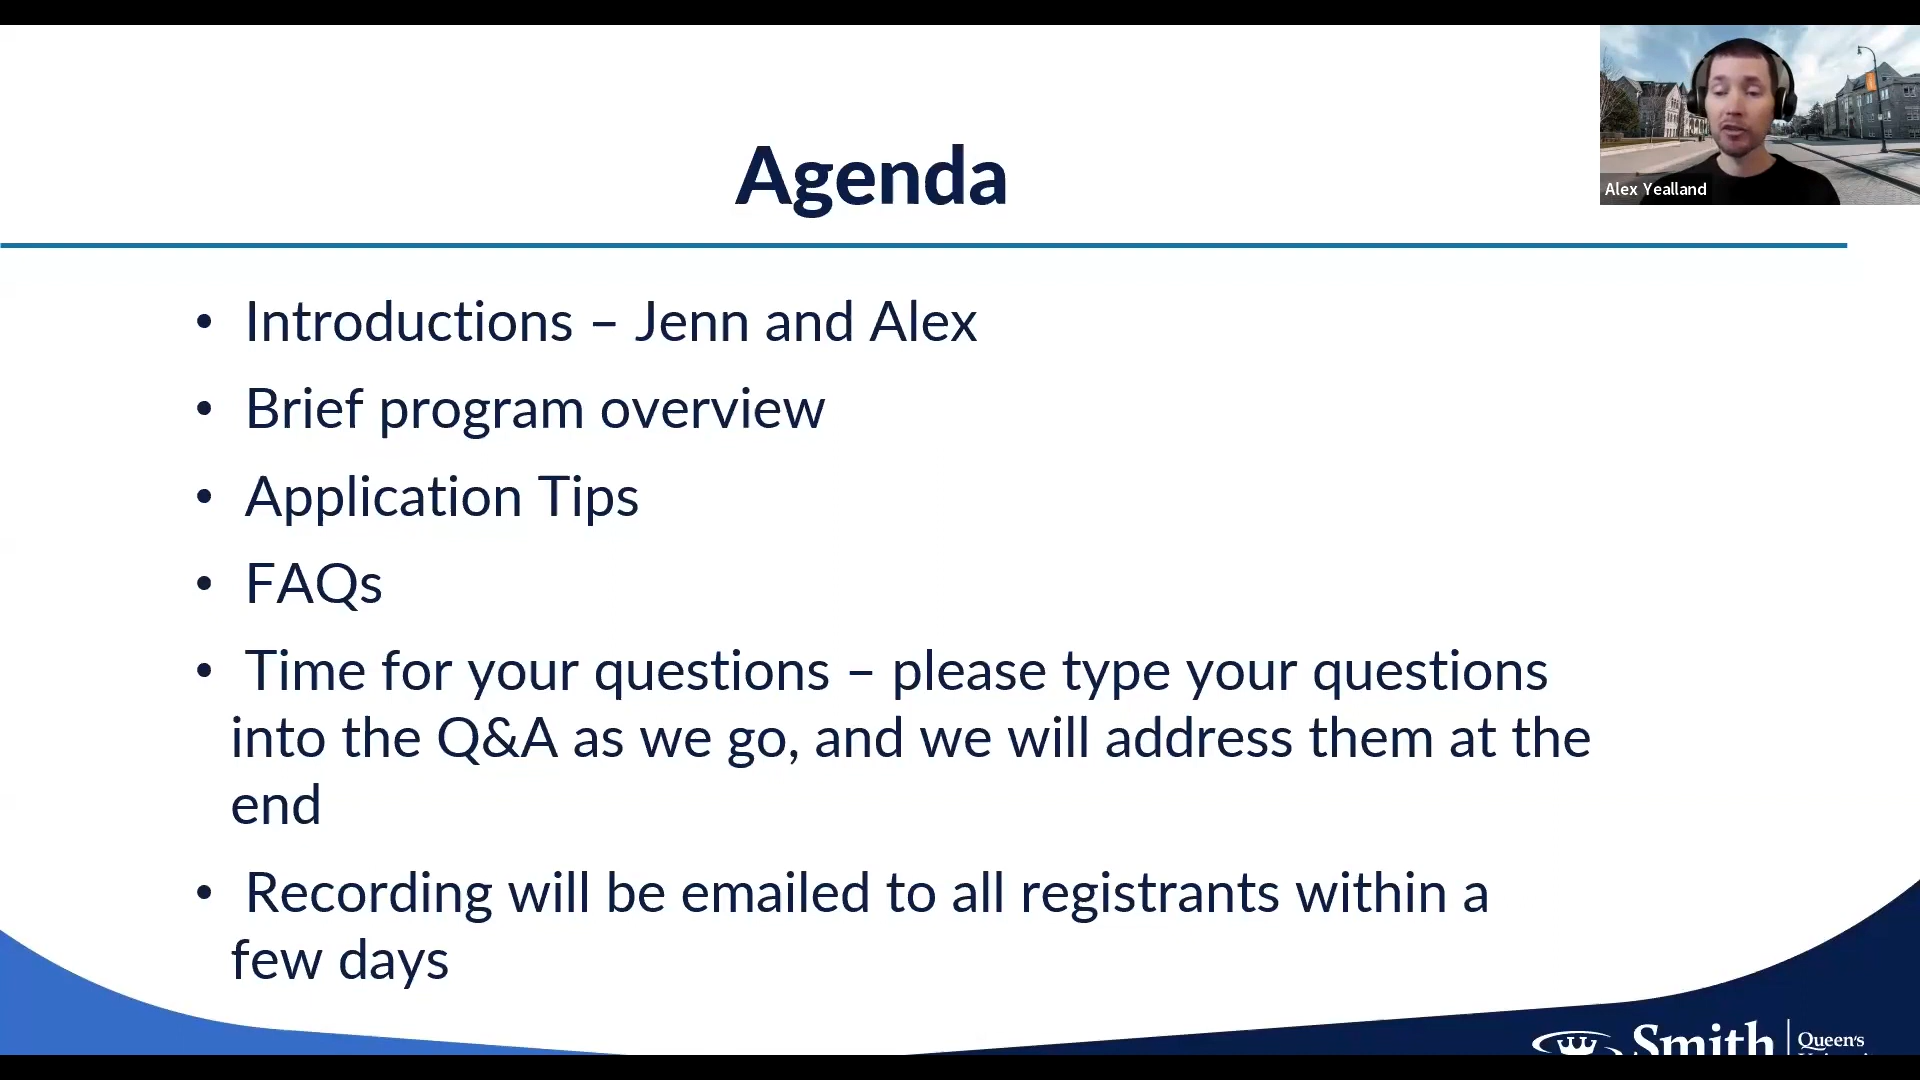 Agenda
Alex Yealland
• Introductions – Jenn and Alex
• Brief program overview
• Application Tips
• FAQs
• Time for your questions – please type your questions
into the Q&A as we go, and we will address them at the
end
• Recording will be emailed to all registrants within a
few days
Smith
Queen's